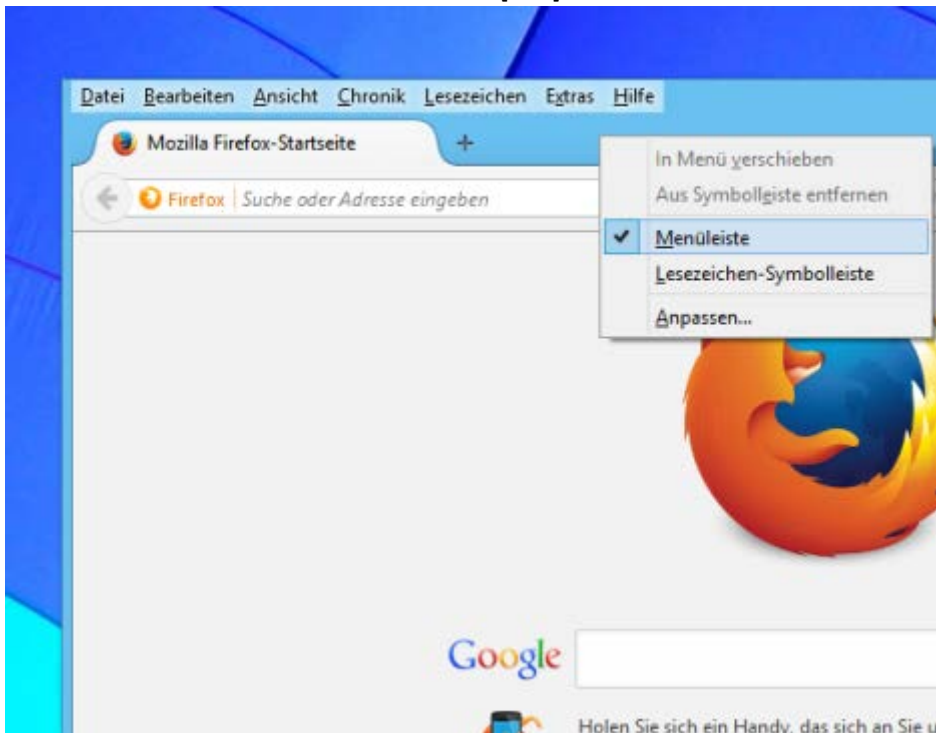 Datei Bearbeiten Ansicht Chronik Lesezeichen Extras Hilfe
Mozilla Firefox-Startseite +
In Menü verschieben
Aus Symbolleiste entfernen
Firefox Suche oder Adresse eingeben
Menüleiste
Lesezeichen-Symbolleiste
Anpassen...
Google
Holen Sie sich ein Handy, das sich an Sie